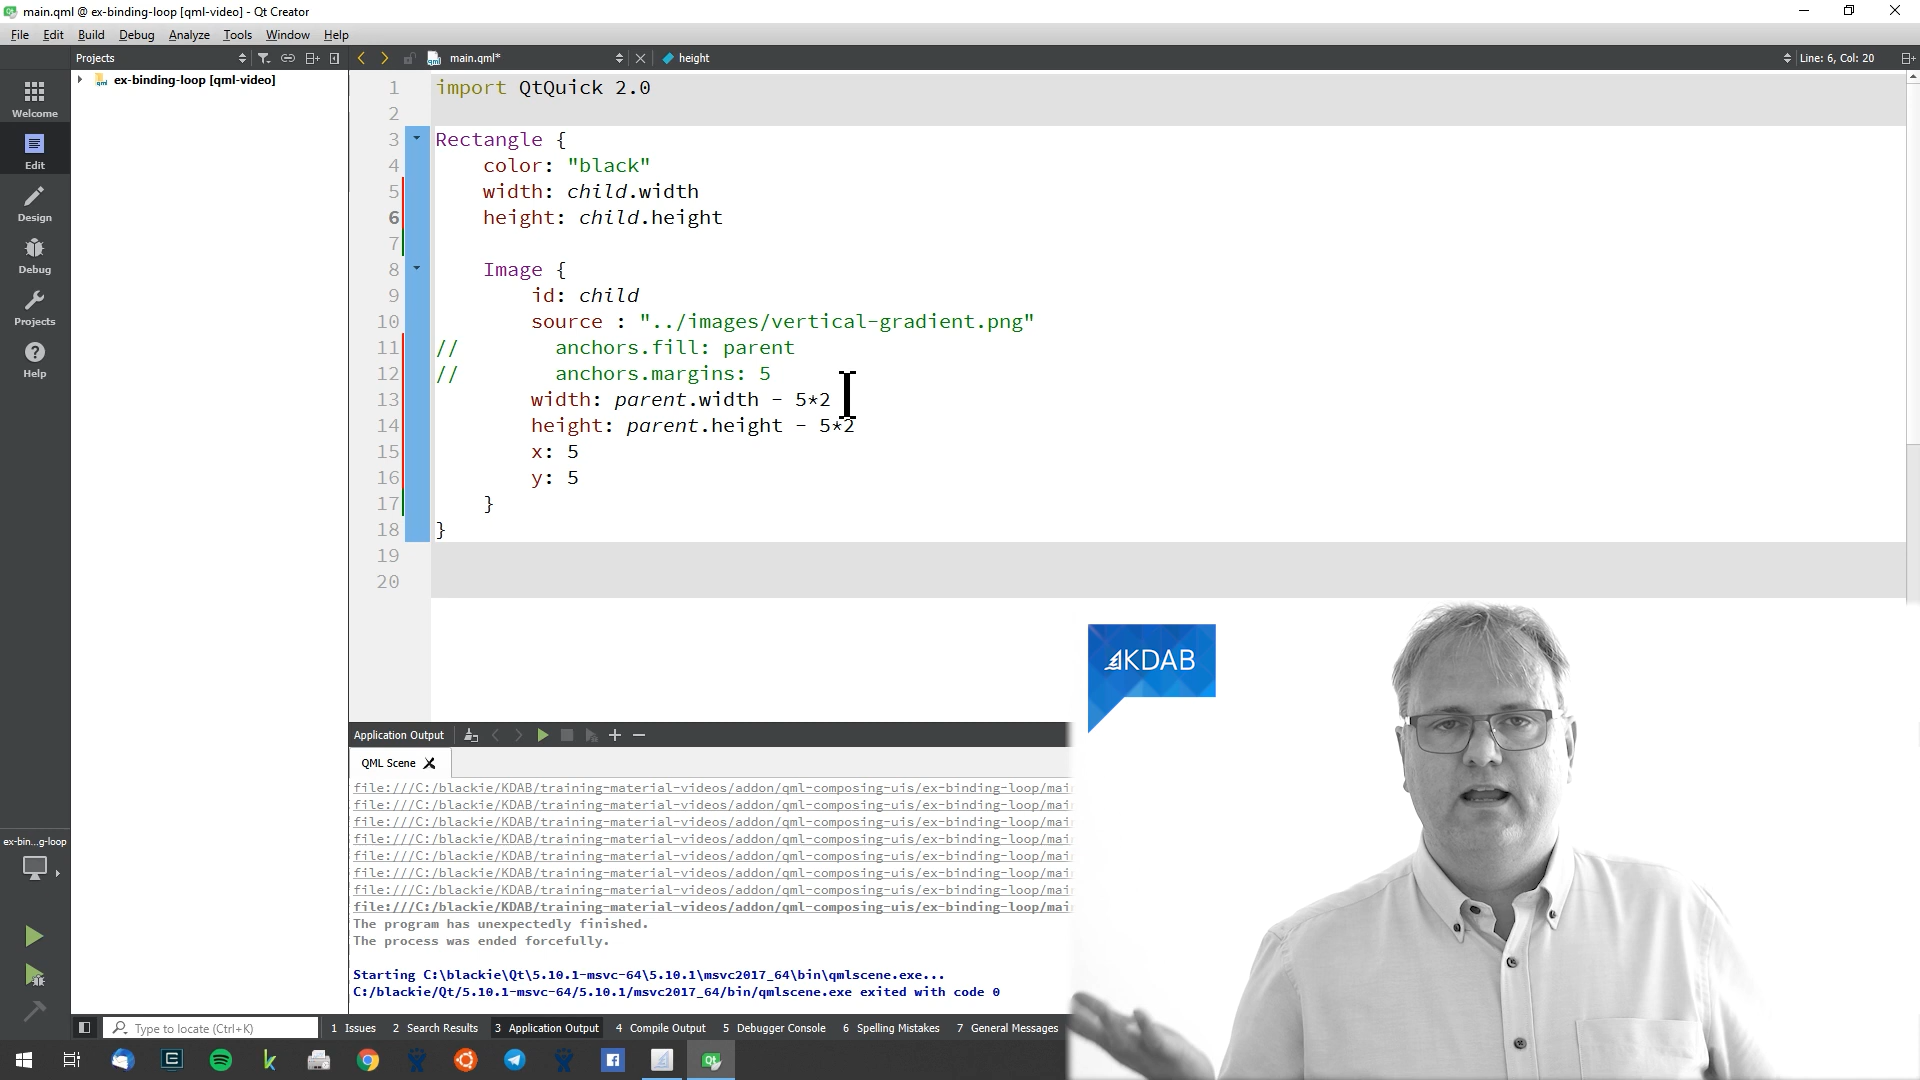 main.qml @ ex-binding-loop [qml-video] - Qt Creator
File Edit Build Debug Analyze Tools Window Help
Projects main.qml* height Line: 6, Col: 20
ex-binding-loop [qml-video]
Welcome
Edit
Design
Debug
Projects
Help
1 import QtQuick 2.0
2
3 Rectangle {
4 color: "black"
5 width: child.width
6 height: child.height
7
8 Image {
9 id: child
10 source : "../images/vertical-gradient.png"
11 // anchors.fill: parent
12 // anchors.margins: 5
13 width: parent.width - 5*2
14 height: parent.height - 5*2
15 x: 5
16 y: 5
17 }
18 }
19
20
KDAB
Application Output
QML Scene
file:///C:/blackie/KDAB/training-material-videos/addon/qml-composing-uis/ex-binding-loop/mai
file:///C:/blackie/KDAB/training-material-videos/addon/qml-composing-uis/ex-binding-loop/mai
file:///C:/blackie/KDAB/training-material-videos/addon/qml-composing-uis/ex-binding-loop/mai
file:///C:/blackie/KDAB/training-material-videos/addon/qml-composing-uis/ex-binding-loop/mai
file:///C:/blackie/KDAB/training-material-videos/addon/qml-composing-uis/ex-binding-loop/mai
file:///C:/blackie/KDAB/training-material-videos/addon/qml-composing-uis/ex-binding-loop/mai
file:///C:/blackie/KDAB/training-material-videos/addon/qml-composing-uis/ex-binding-loop/mai
file:///C:/blackie/KDAB/training-material-videos/addon/qml-composing-uis/ex-binding-loop/mai
The program has unexpectedly finished.
The process was ended forcefully.
Starting C:\blackie\Qt\5.10.1-msvc-64\5.10.1\msvc2017_64\bin\qmlscene.exe...
C:/blackie/Qt/5.10.1-msvc-64/5.10.1/msvc2017_64/bin/qmlscene.exe exited with code 0
ex-bin...g-loop
Type to locate (Ctrl+K) 1 Issues 2 Search Results 3 Application Output 4 Compile Output 5 Debugger Console 6 Spelling Mistakes 7 General Messages